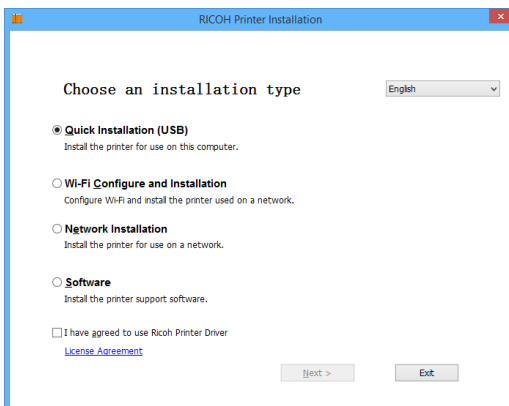 RICOH Printer Installation
Choose an installation type
English
Quick Installation (USB)
Install the printer for use on this computer.
Wi-Fi Configure and Installation
Configure Wi-Fi and install the printer used on a network.
Network Installation
Install the printer for use on a network.
Software
Install the printer support software.
I have agreed to use Ricoh Printer Driver
License Agreement
Next > Exit